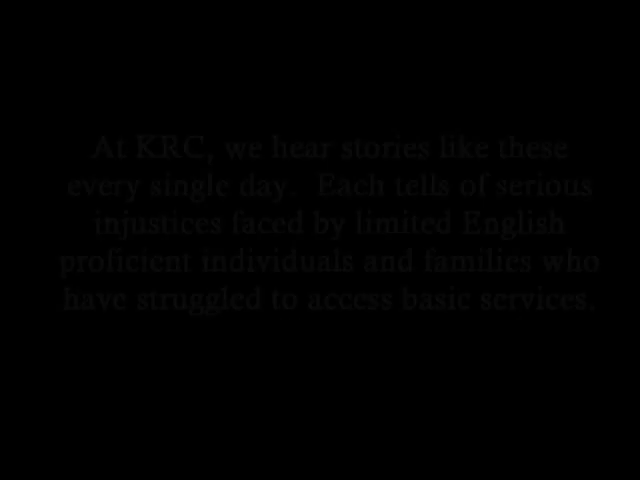 At KRC, we hear stories like these
every single day.  Each tells of serious
injustices faced by limited English
proficient individuals and families who
have struggled to access basic services.